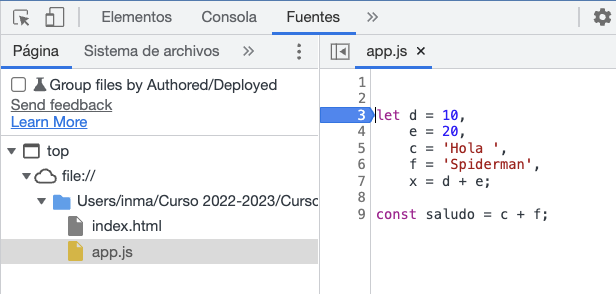 Elementos Consola Fuentes »
Página Sistema de archivos »
app.js ×
Group files by Authored/Deployed
Send feedback
Learn More
top
file://
Users/inma/Curso 2022-2023/Curso
index.html
app.js
1
2
3 let d = 10,
4 e = 20,
5 c = 'Hola ',
6 f = 'Spiderman',
7 x = d + e;
8
9 const saludo = c + f;